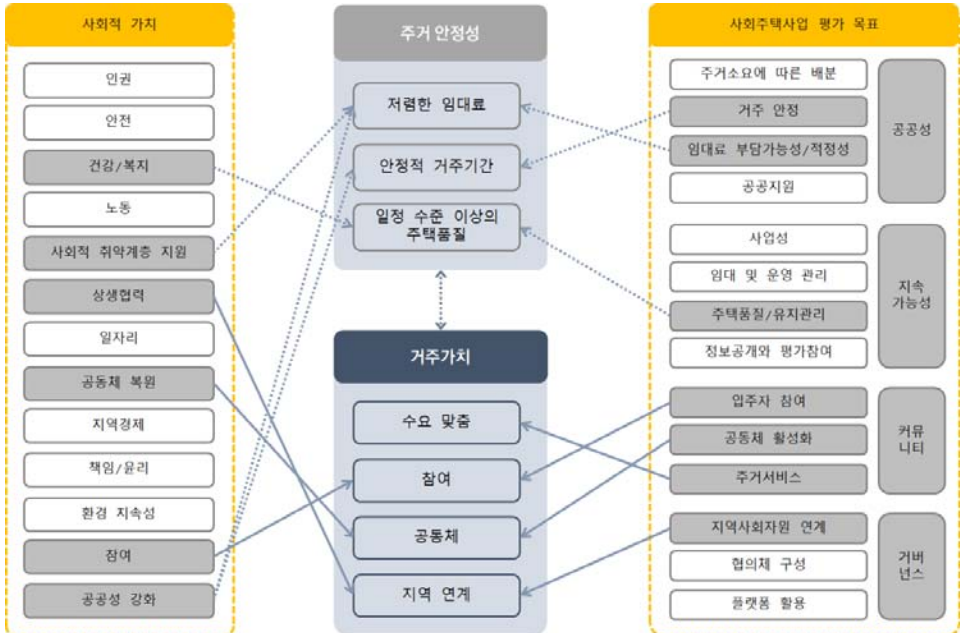 사회적 가치
인권
안전
건감/복지
노동
사회적 취약계층 지원
상생협력
일자리
공동체 복원
지역경제
책임/윤리
환경 지속성
참여
공공성 강화
주거 안정성
저렴한 임대료
안정적 거주기간
일정 수준 이상의
주택품질
거주가치
수요 맞춤
참여
공동체
지역 연계
사회주택사업 평가 목표
주거소요에 따른 배분
거주 안정
임대료 부담가능성/적정성
공공지원
공공성
사업성
임대 및 운영 관리
주택품질/유지관리
정보공개와 평가참여
지속
가능성
입주자 참여
공동체 활성화
주거서비스
커뮤
니티
지역사회자원 연계
협의체 구성
플랫폼 활용
거버
넌스